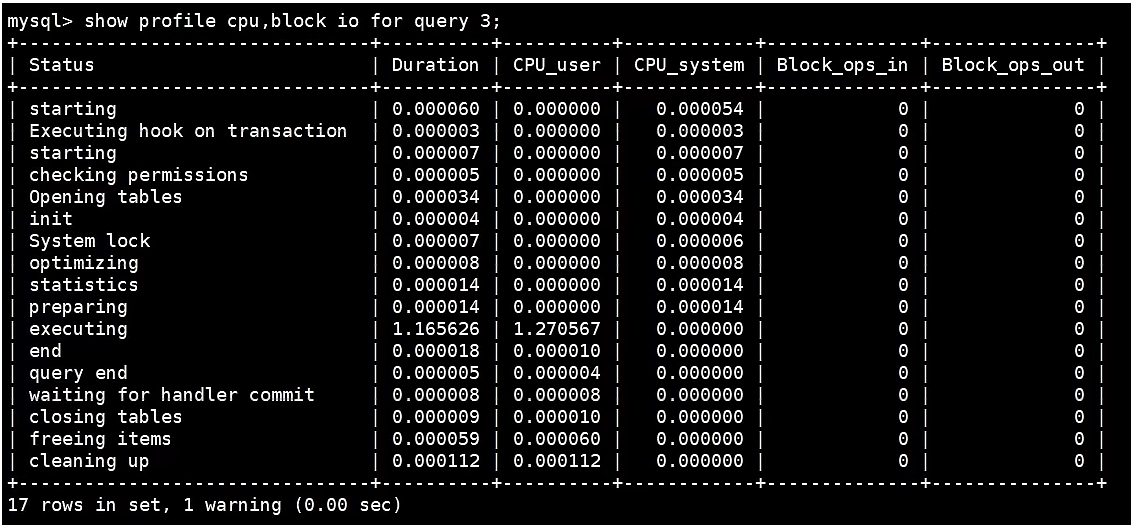 mysql> show profile cpu,block io for query 3;
+--------------------------------+----------+----------+------------+--------------+---------------+
| Status                         | Duration | CPU_user | CPU_system | Block_ops_in | Block_ops_out |
+--------------------------------+----------+----------+------------+--------------+---------------+
| starting                       | 0.000060 | 0.000000 |   0.000054 |            0 |             0 |
| Executing hook on transaction  | 0.000003 | 0.000000 |   0.000003 |            0 |             0 |
| starting                       | 0.000007 | 0.000000 |   0.000007 |            0 |             0 |
| checking permissions           | 0.000005 | 0.000000 |   0.000005 |            0 |             0 |
| Opening tables                 | 0.000034 | 0.000000 |   0.000034 |            0 |             0 |
| init                           | 0.000004 | 0.000000 |   0.000004 |            0 |             0 |
| System lock                    | 0.000007 | 0.000000 |   0.000006 |            0 |             0 |
| optimizing                     | 0.000008 | 0.000000 |   0.000008 |            0 |             0 |
| statistics                     | 0.000014 | 0.000000 |   0.000014 |            0 |             0 |
| preparing                      | 0.000014 | 0.000000 |   0.000014 |            0 |             0 |
| executing                      | 1.165626 | 1.270567 |   0.000000 |            0 |             0 |
| end                            | 0.000018 | 0.000010 |   0.000000 |            0 |             0 |
| query end                      | 0.000005 | 0.000004 |   0.000000 |            0 |             0 |
| waiting for handler commit     | 0.000008 | 0.000008 |   0.000000 |            0 |             0 |
| closing tables                 | 0.000009 | 0.000010 |   0.000000 |            0 |             0 |
| freeing items                  | 0.000059 | 0.000060 |   0.000000 |            0 |             0 |
| cleaning up                    | 0.000112 | 0.000112 |   0.000000 |            0 |             0 |
+--------------------------------+----------+----------+------------+--------------+---------------+
17 rows in set, 1 warning (0.00 sec)